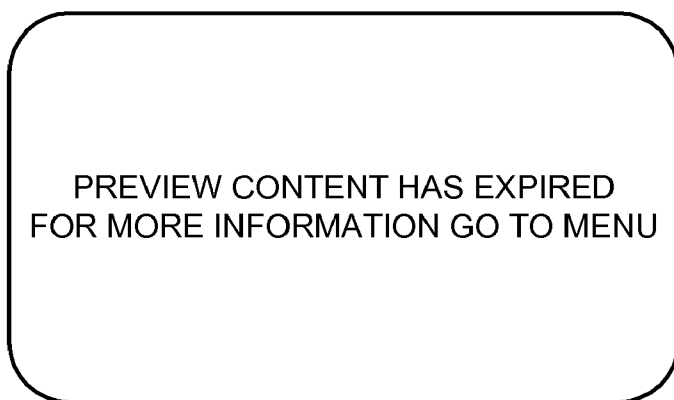 PREVIEW CONTENT HAS EXPIRED
FOR MORE INFORMATION GO TO MENU